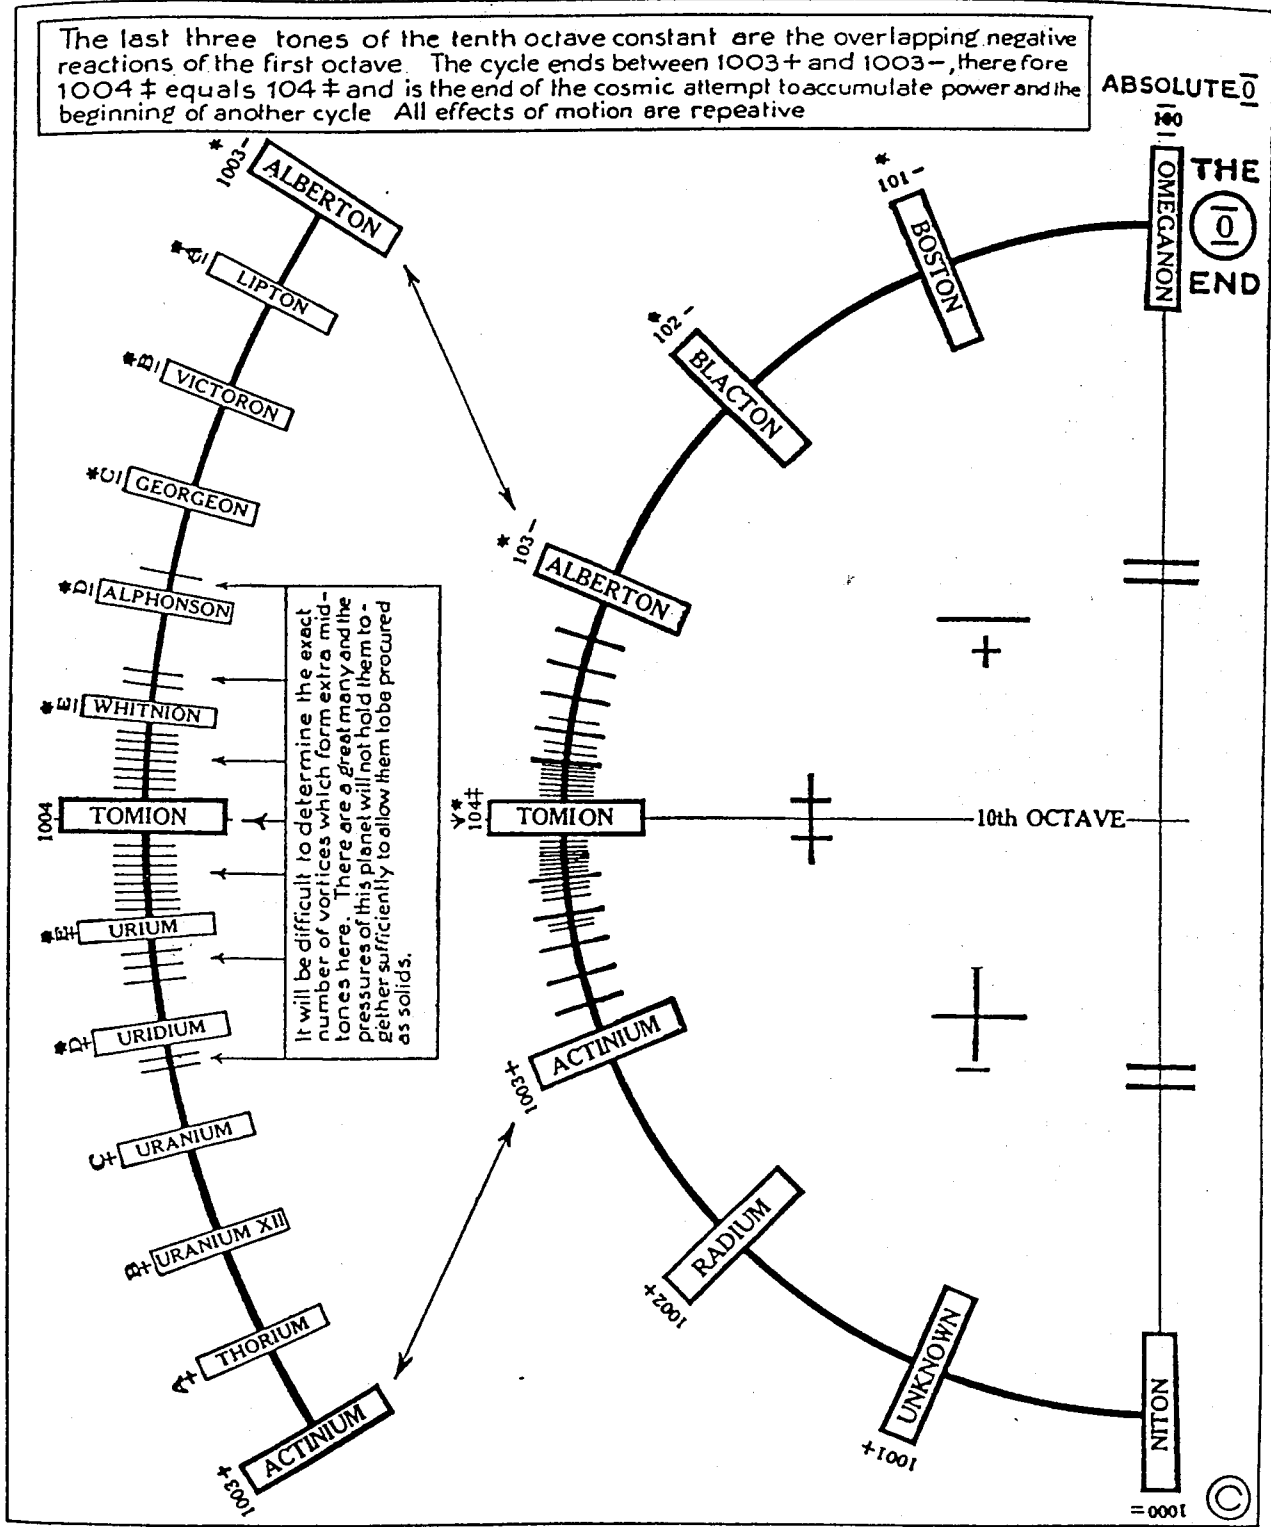 The last three tones of the tenth octave constant are the overlapping negative
reactions of the first octave. The cycle ends between 1003+ and 1003–, therefore
1004‡ equals 104‡ and is the end of the cosmic attempt to accumulate power and the
beginning of another cycle All effects of motion are repeative
ABSOLUTE 0̅
THE
0̅
END
OMEGANON
*
101–
BOSTON
*
102–
BLACTON
*
103–
ALBERTON
*
104‡
TOMION
10th OCTAVE
ACTINIUM
1003+
RADIUM
1002+
UNKNOWN
1001+
NITON
1000=
*
1003–
ALBERTON
*A– LIPTON
*B– VICTORON
*C– GEORGEON
*D– ALPHONSON
*E– WHITNION
1004 TOMION
*E+ URIUM
*D+ URIDIUM
C+ URANIUM
B+ URANIUM XII
A+ THORIUM
1003+ ACTINIUM
It will be difficult to determine the exact
number of vortices which form extra mid–
tones here. There are a great many and the
pressures of this planet will not hold them to–
gether sufficiently to allow them to be procured
as solids.
+
–
+
–
©